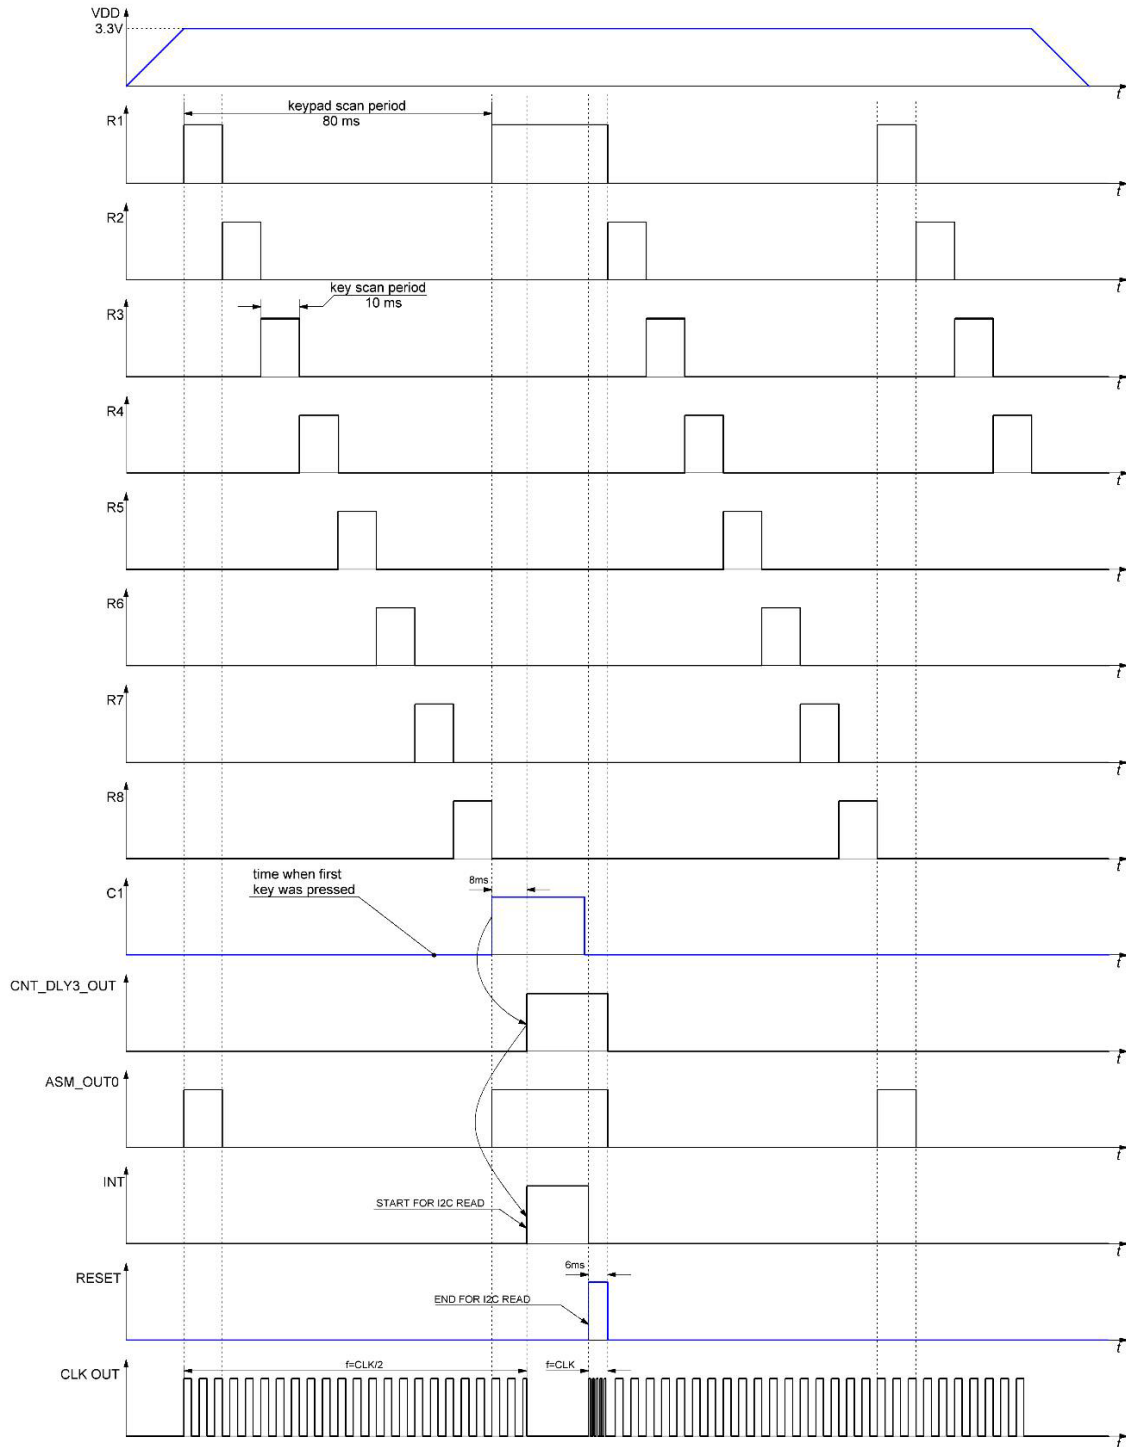 VDD
3.3V
t
R1
keypad scan period
80 ms
t
R2
t
R3
key scan period
10 ms
t
R4
t
R5
t
R6
t
R7
t
R8
t
C1
time when first
key was pressed
8ms
t
CNT_DLY3_OUT
t
ASM_OUT0
t
INT
START FOR I2C READ
t
RESET
6ms
END FOR I2C READ
t
CLK OUT
f=CLK/2
f=CLK
t